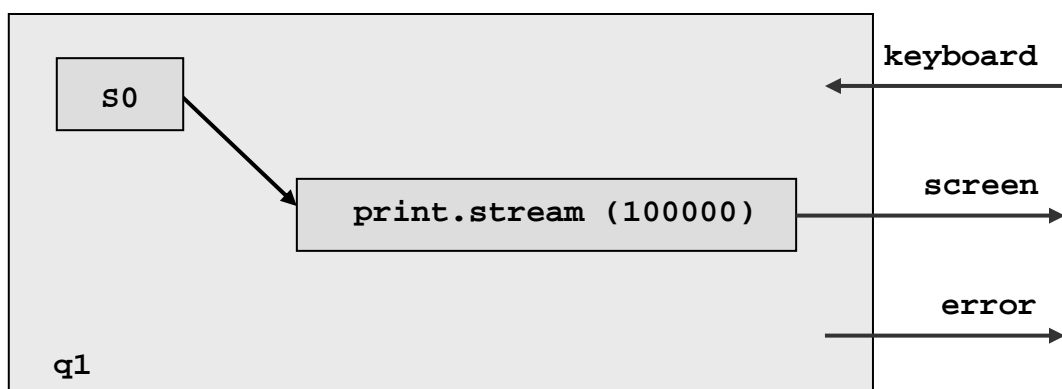 keyboard
S0
screen
print.stream (100000)
error
q1